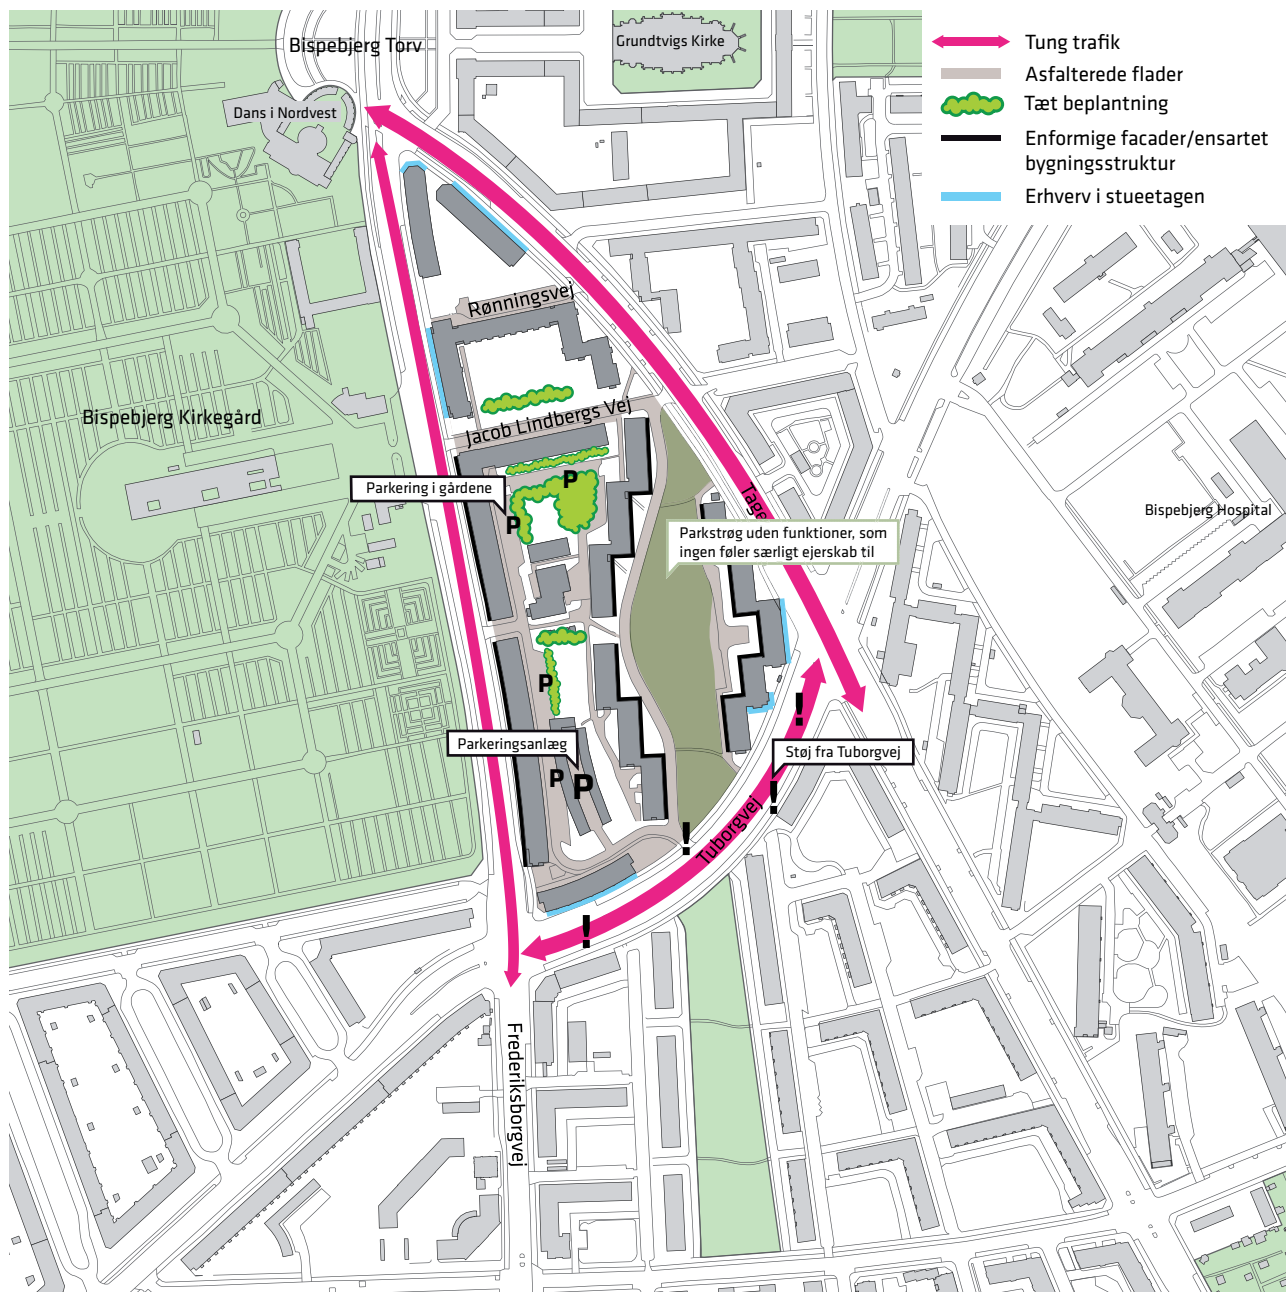 Bispebjerg Torv
Grundtvigs Kirke
Dans i Nordvest
Tung trafik
Asfalterede flader
Tæt beplantning
Enformige facader/ensartet
bygningsstruktur
Erhverv i stueetagen
Rønningsvej
Jacob Lindbergs Vej
Bispebjerg Kirkegård
Parkering i gårdene
P
P
Tage
Bispebjerg Hospital
Parkstrøg uden funktioner, som
ingen føler særligt ejerskab til
P
!
Parkeringsanlæg
Støj fra Tuborgvej
P
P
!
!
Tuborgvej
!
Frederiksborgvej